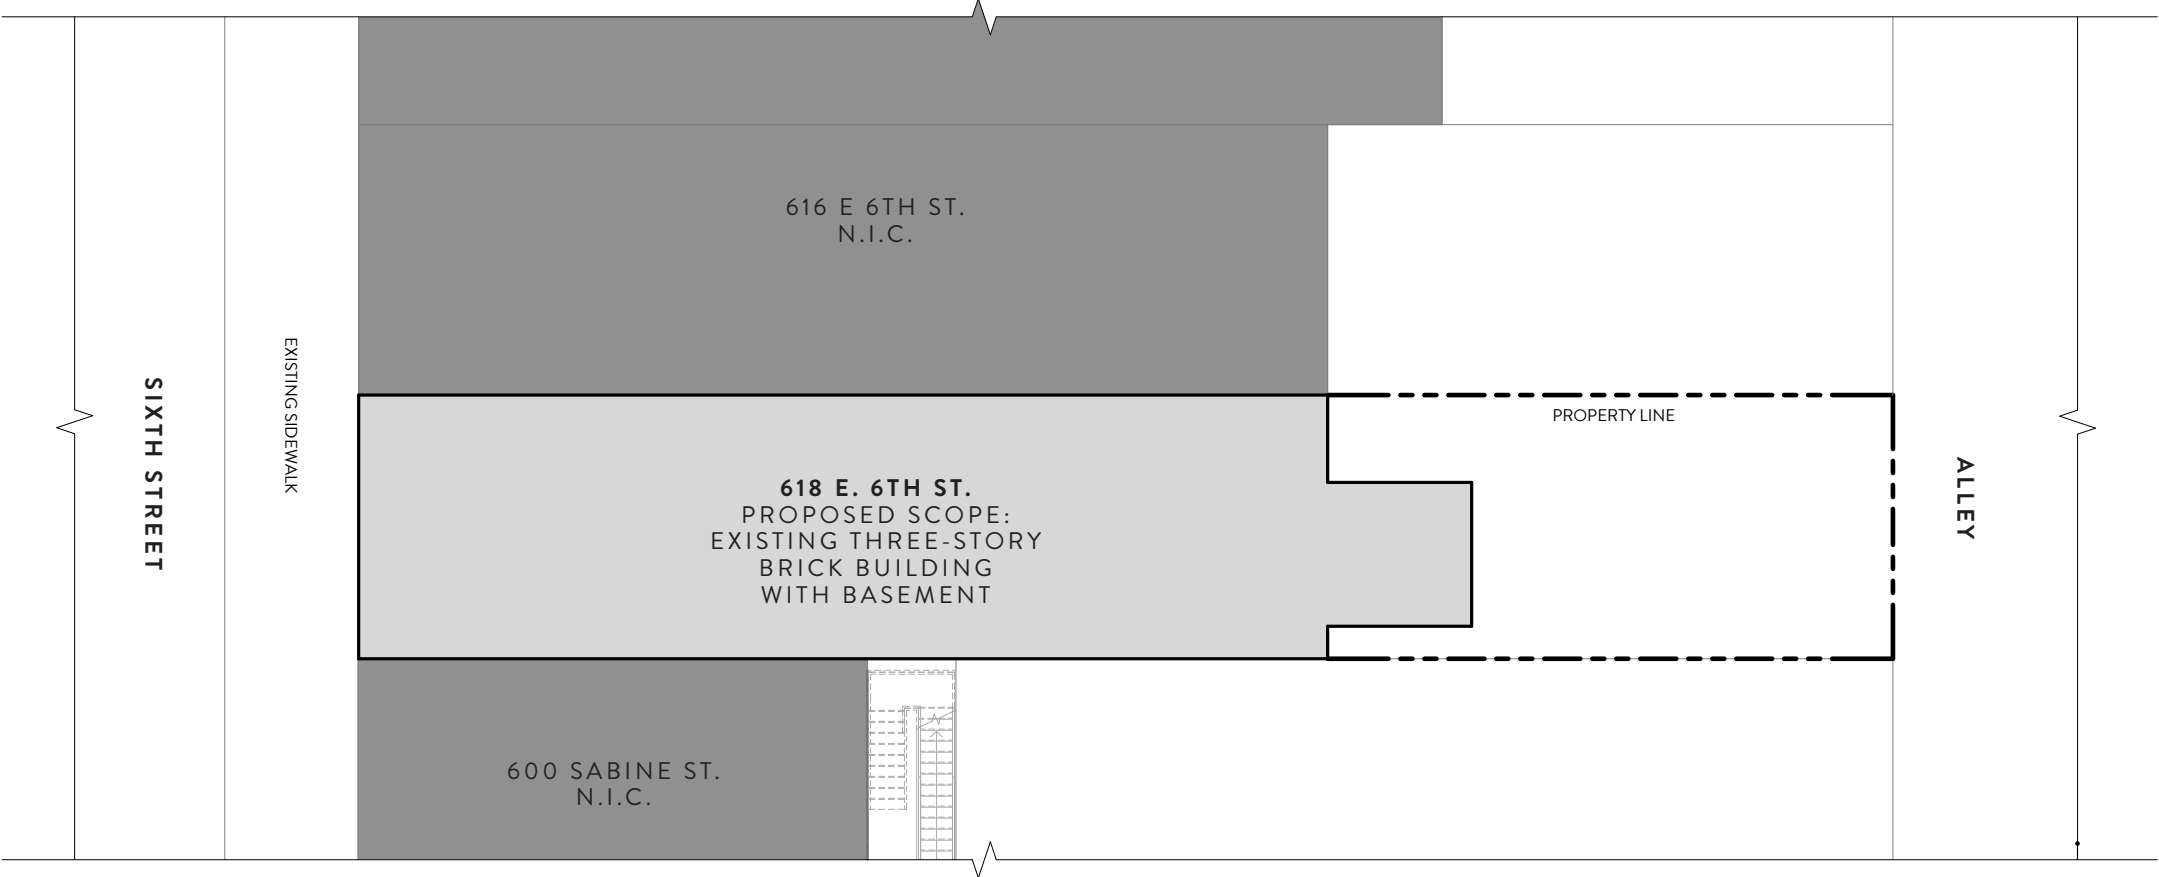 616 E 6TH ST.
N.I.C.
SIXTH STREET
EXISTING SIDEWALK
PROPERTY LINE
618 E. 6TH ST.
PROPOSED SCOPE:
EXISTING THREE-STORY
BRICK BUILDING
WITH BASEMENT
ALLEY
600 SABINE ST.
N.I.C.